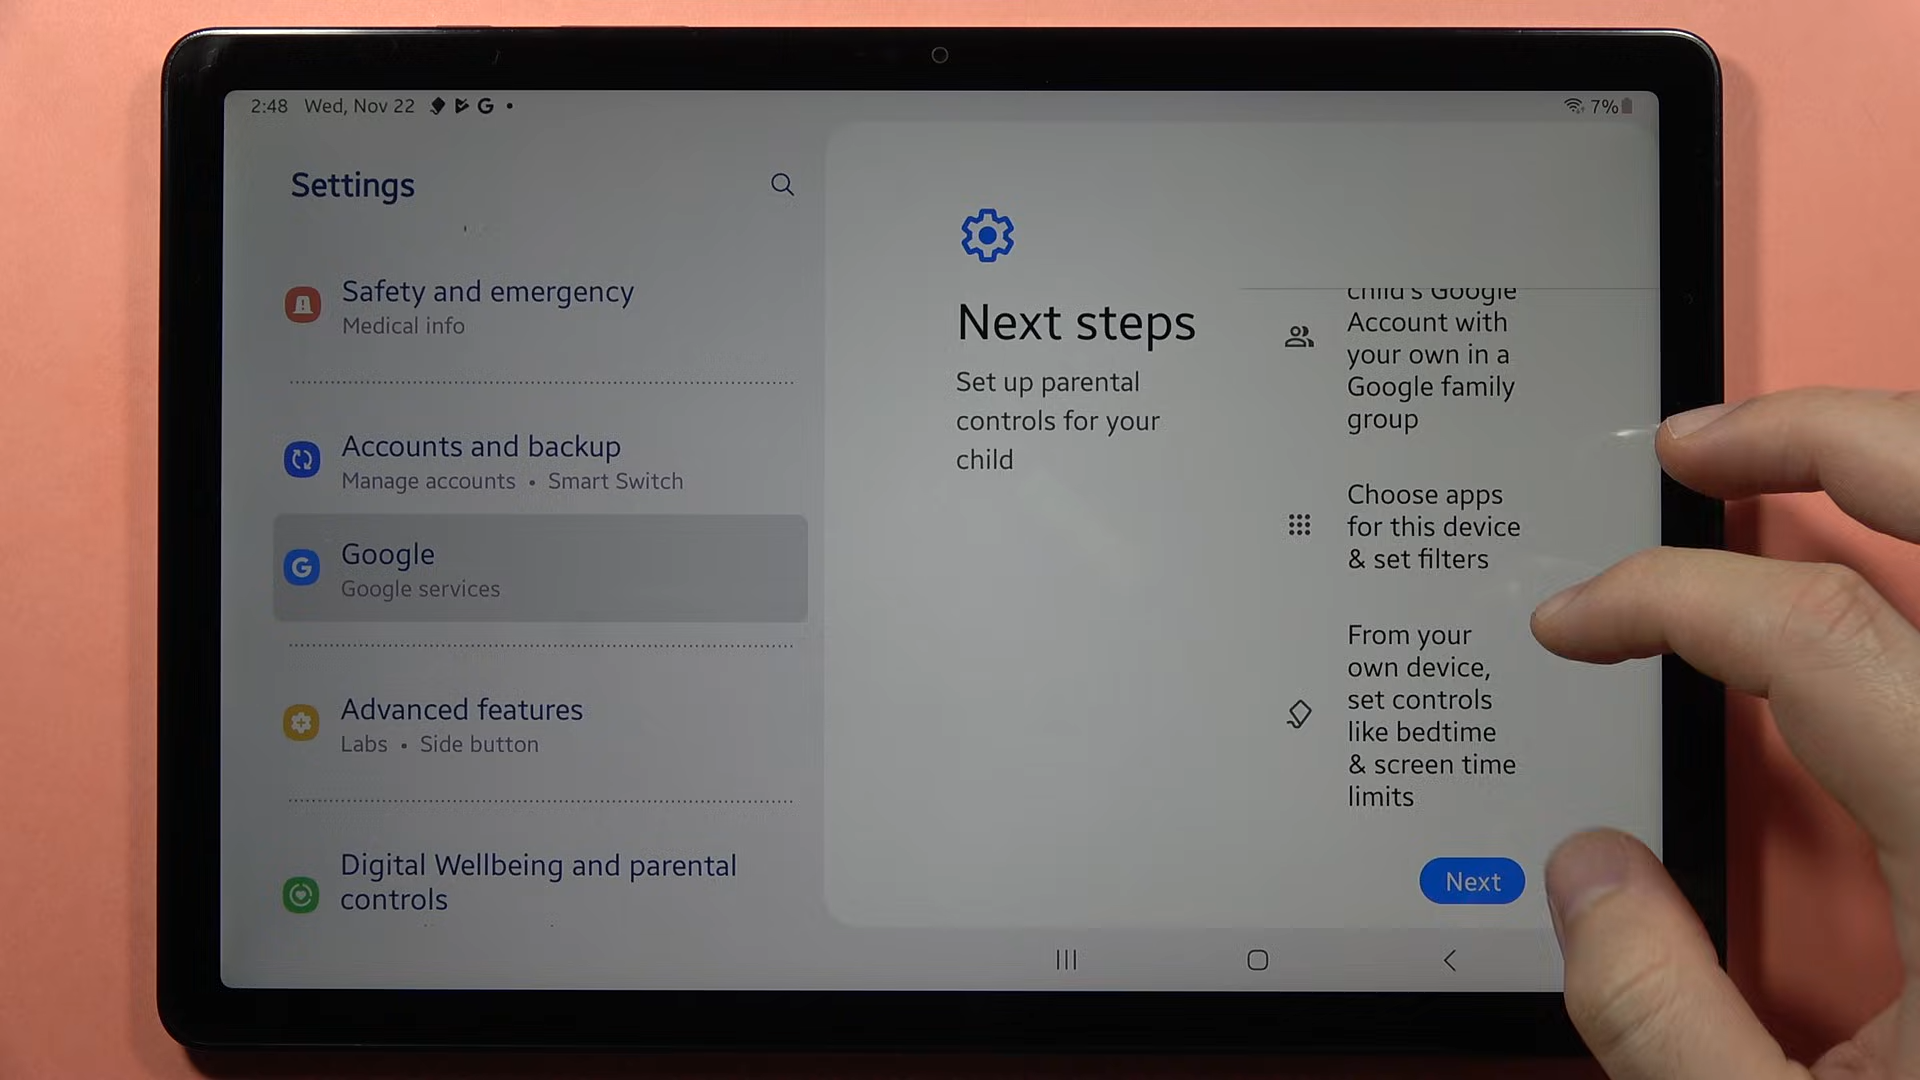 2:48 Wed, Nov 22
7%
Settings
Safety and emergency
Medical info
Accounts and backup
Manage accounts • Smart Switch
Google
Google services
Advanced features
Labs • Side button
Digital Wellbeing and parental
controls
Next steps
Set up parental
controls for your
child
child's Google
Account with
your own in a
Google family
group
Choose apps
for this device
& set filters
From your
own device,
set controls
like bedtime
& screen time
limits
Next